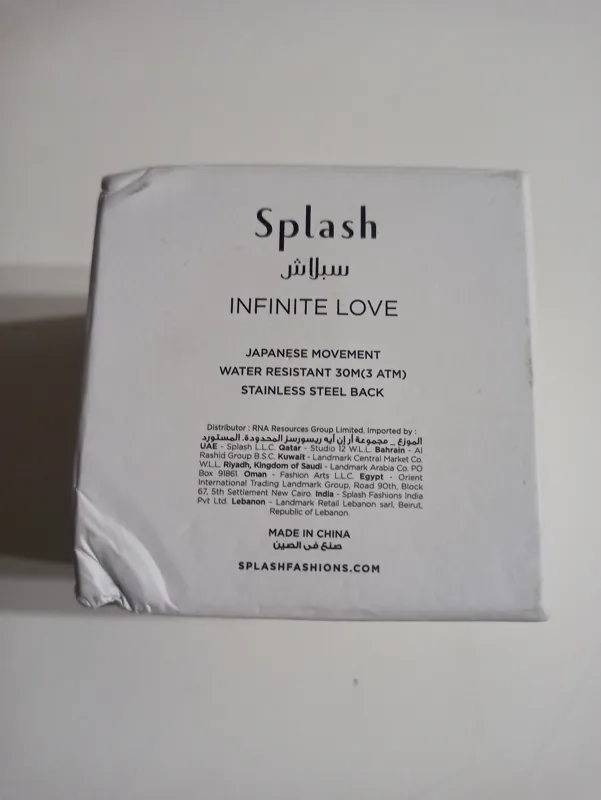 Splash
سبلاش
INFINITE LOVE
JAPANESE MOVEMENT
WATER RESISTANT 30M(3 ATM)
STAINLESS STEEL BACK
Distributor : RNA Resources Group Limited. Imported by :
الموزع _ مجموعة أر إن أيه ريسورسز المحدودة. المستورد
UAE - Splash L.L.C. Qatar - Studio 12 W.L.L. Bahrain - Al
Rashid Group B.S.C. Kuwait - Landmark Central Market Co.
W.L.L. Riyadh, Kingdom of Saudi - Landmark Arabia Co. PO
Box 91861. Oman - Fashion Arts L.L.C. Egypt - Orient
International Trading Landmark Group, Road 90th, Block
67, 5th Settlement New Cairo. India - Splash Fashions India
Pvt Ltd. Lebanon - Landmark Retail Lebanon sarl, Beirut,
Republic of Lebanon
MADE IN CHINA
صنع في الصين
SPLASHFASHIONS.COM